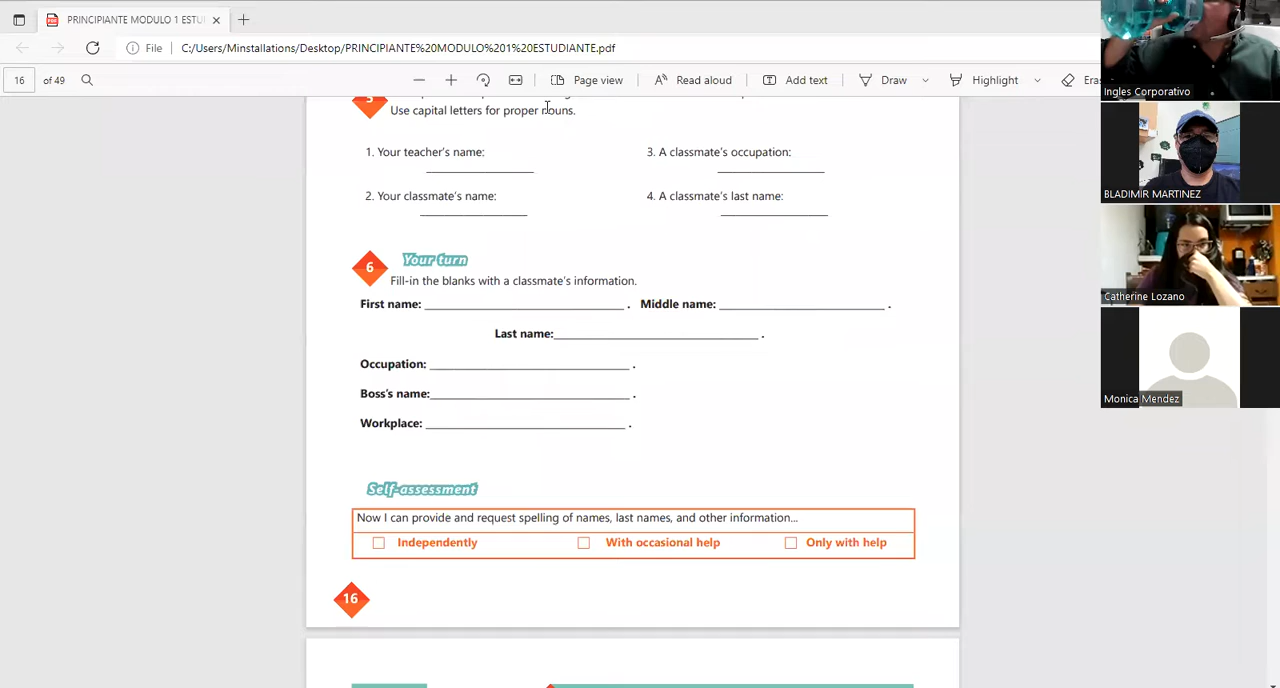 PRINCIPIANTE MODULO 1 ESTU
File C:/Users/Minstallations/Desktop/PRINCIPIANTE%20MODULO%201%20ESTUDIANTE.pdf
16 of 49 Page view Read aloud Add text Draw Highlight Eras
5
Use capital letters for proper nouns.
1. Your teacher's name: 3. A classmate's occupation:
2. Your classmate's name: 4. A classmate's last name:
6 Your turn
Fill-in the blanks with a classmate's information.
First name: . Middle name: .
Last name: .
Occupation: .
Boss's name: .
Workplace: .
Self-assessment
Now I can provide and request spelling of names, last names, and other information...
Independently With occasional help Only with help
16
Ingles Corporativo
BLADIMIR MARTINEZ
Catherine Lozano
Monica Mendez